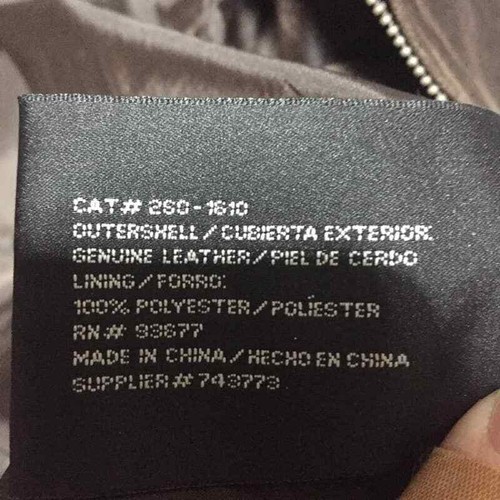 CAT# 260-1610
OUTERSHELL/CUBIERTA EXTERIOR:
GENUINE LEATHER/PIEL DE CERDO
LINING/FORRO:
100% POLYESTER/POLIESTER
RN# 93677
MADE IN CHINA/HECHO EN CHINA
SUPPLIER# 743773